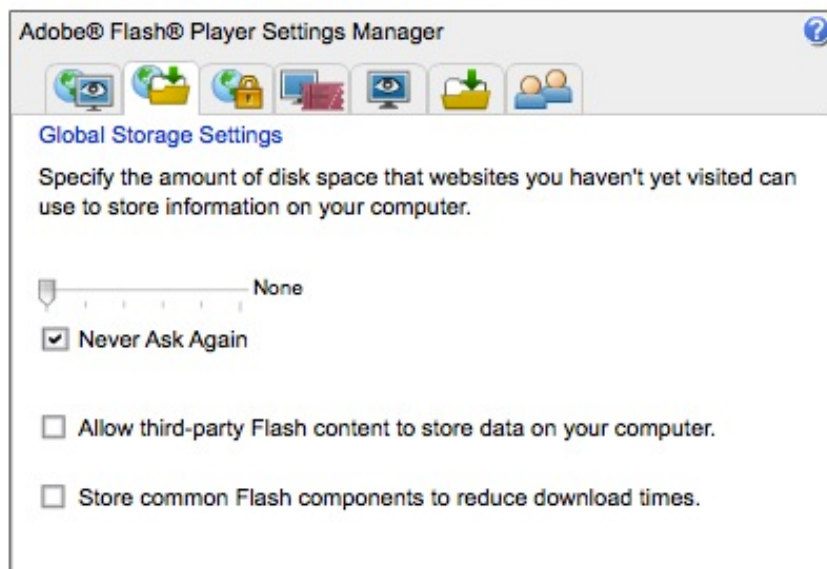 Adobe® Flash® Player Settings Manager
?
Global Storage Settings
Specify the amount of disk space that websites you haven't yet visited can
use to store information on your computer.
None
Never Ask Again
Allow third-party Flash content to store data on your computer.
Store common Flash components to reduce download times.